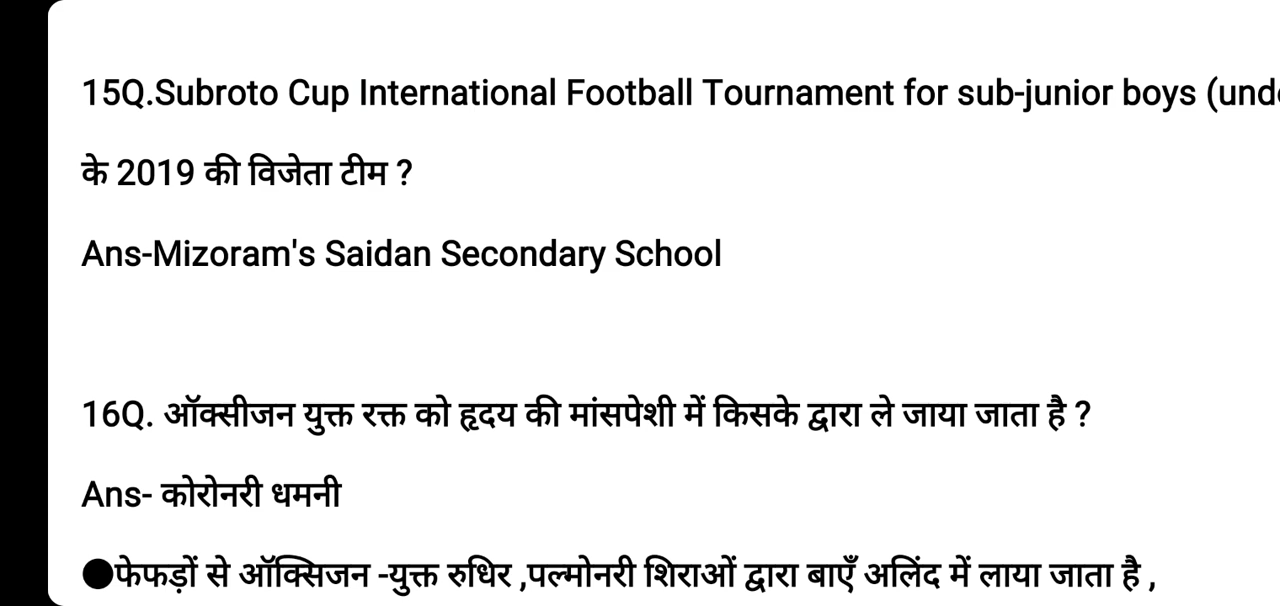 15Q.Subroto Cup International Football Tournament for sub-junior boys
के 2019 की विजेता टीम ?
Ans-Mizoram's Saidan Secondary School
16Q. ऑक्सीजन युक्त रक्त को हृदय की मांसपेशी में किसके द्वारा ले जाया जाता है ?
Ans- कोरोनरी धमनी
●फेफड़ों से ऑक्सिजन -युक्त रुधिर ,पल्मोनरी शिराओं द्वारा बाएँ अलिंद में लाया जाता है ,